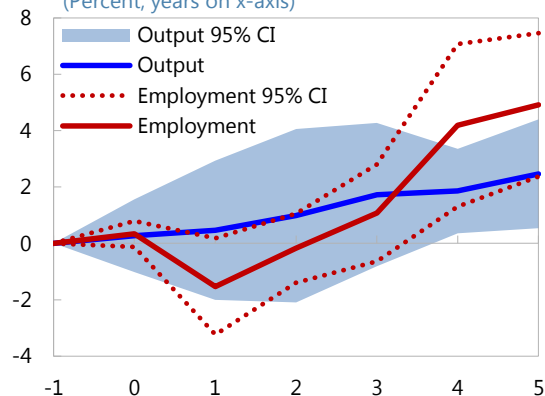 (Percent, years on x-axis)
8
Output 95% CI
6
Output
Employment 95% CI
4
Employment
2
0
-2
-4
-1 0 1 2 3 4 5